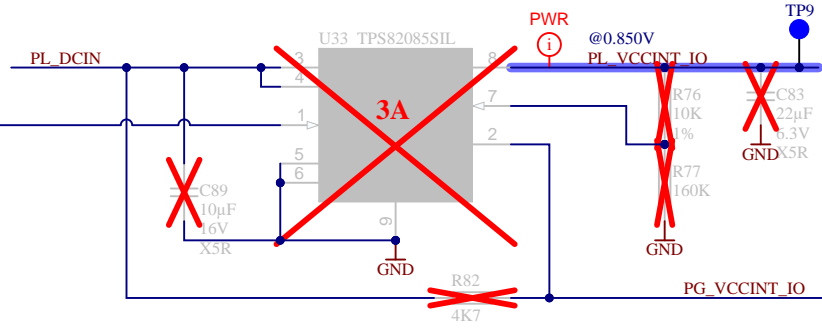 TP9
PWR
i
U33 TPS82085SIL
@0.850V
PL_DCIN
3
8
PL_VCCINT_IO
4
3A
7
R76
10K
1%
C83
22µF
6.3V
X5R
GND
1
2
5
6
R77
160K
C89
10µF
16V
X5R
9
GND
GND
R82
4K7
PG_VCCINT_IO